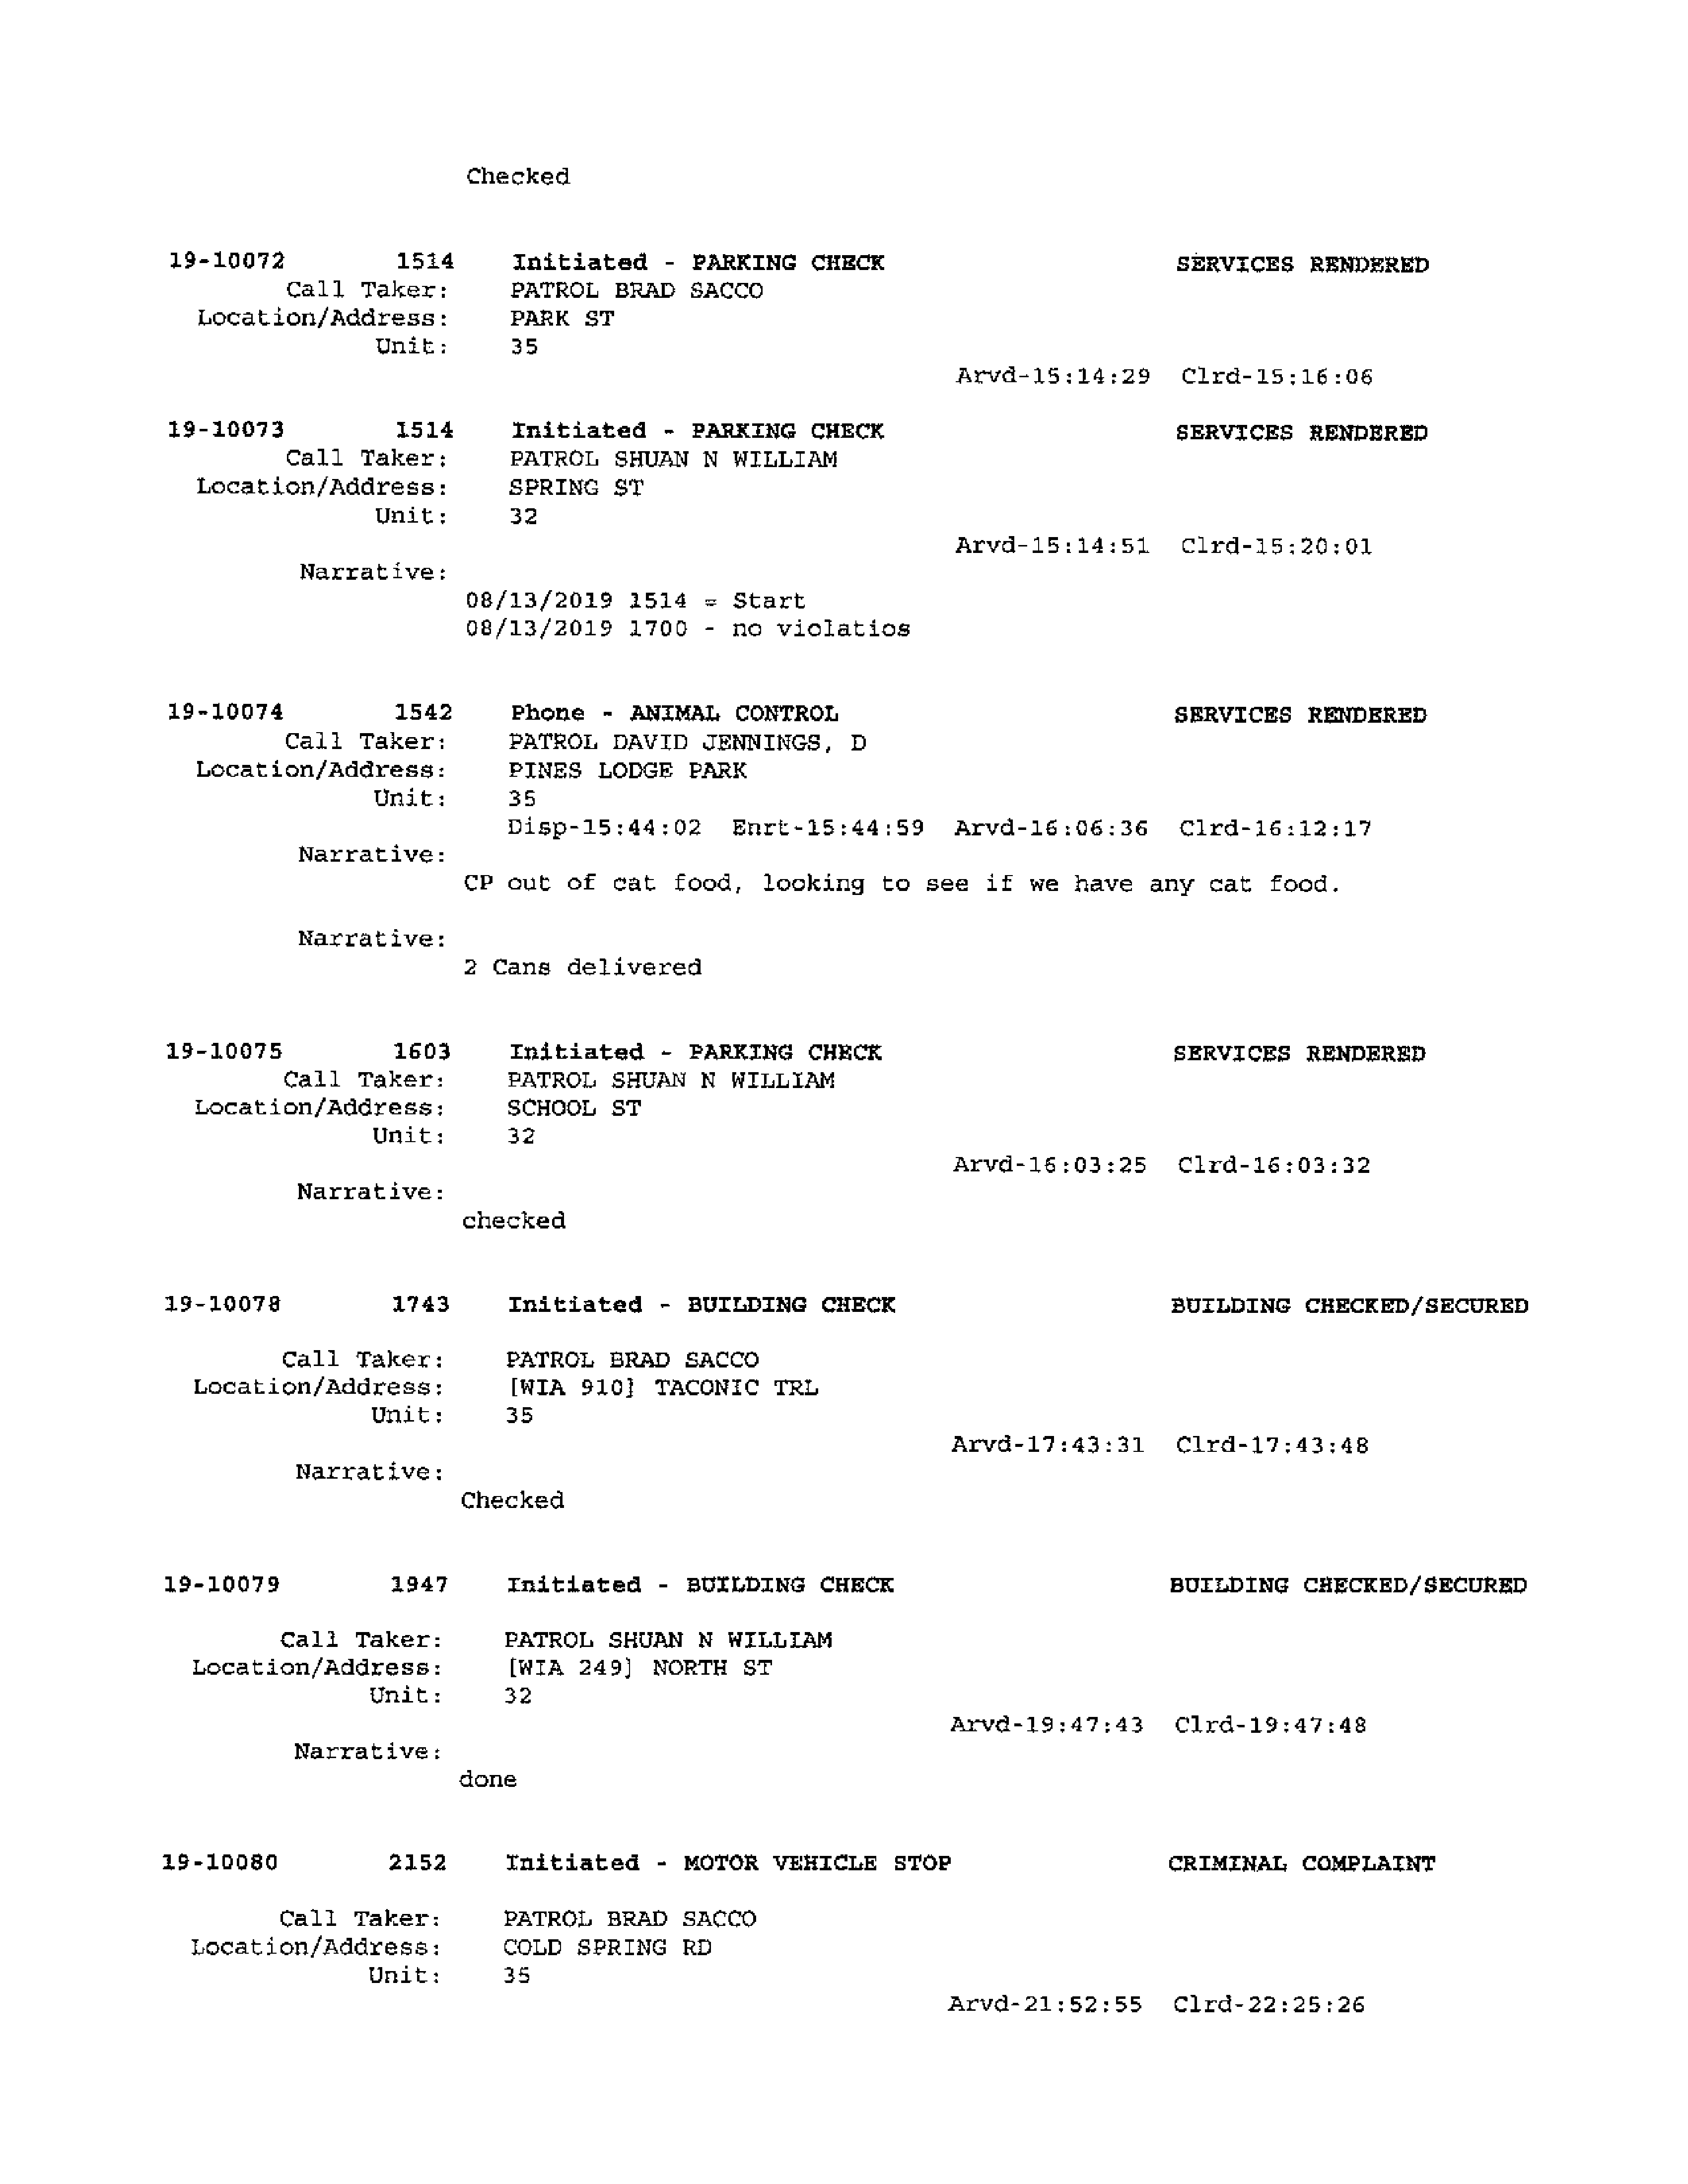 Checked
19-10072 1514 Initiated - PARKING CHECK SERVICES RENDERED
Call Taker: PATROL BRAD SACCO
Location/Address: PARK ST
Unit: 35
Arvd-15:14:29 Clrd-15:16:06
19-10073 1514 Initiated - PARKING CHECK SERVICES RENDERED
Call Taker: PATROL SHUAN N WILLIAM
Location/Address: SPRING ST
Unit: 32
Arvd-15:14:51 Clrd-15:20:01
Narrative:
08/13/2019 1514 = Start
08/13/2019 1700 - no violatios
19-10074 1542 Phone - ANIMAL CONTROL SERVICES RENDERED
Call Taker: PATROL DAVID JENNINGS, D
Location/Address: PINES LODGE PARK
Unit: 35
Disp-15:44:02 Enrt-15:44:59 Arvd-16:06:36 Clrd-16:12:17
Narrative:
CP out of cat food, looking to see if we have any cat food.
Narrative:
2 Cans delivered
19-10075 1603 Initiated - PARKING CHECK SERVICES RENDERED
Call Taker: PATROL SHUAN N WILLIAM
Location/Address: SCHOOL ST
Unit: 32
Arvd-16:03:25 Clrd-16:03:32
Narrative:
checked
19-10078 1743 Initiated - BUILDING CHECK BUILDING CHECKED/SECURED
Call Taker: PATROL BRAD SACCO
Location/Address: [WIA 910] TACONIC TRL
Unit: 35
Arvd-17:43:31 Clrd-17:43:48
Narrative:
Checked
19-10079 1947 Initiated - BUILDING CHECK BUILDING CHECKED/SECURED
Call Taker: PATROL SHUAN N WILLIAM
Location/Address: [WIA 249] NORTH ST
Unit: 32
Arvd-19:47:43 Clrd-19:47:48
Narrative:
done
19-10080 2152 Initiated - MOTOR VEHICLE STOP CRIMINAL COMPLAINT
Call Taker: PATROL BRAD SACCO
Location/Address: COLD SPRING RD
Unit: 35
Arvd-21:52:55 Clrd-22:25:26